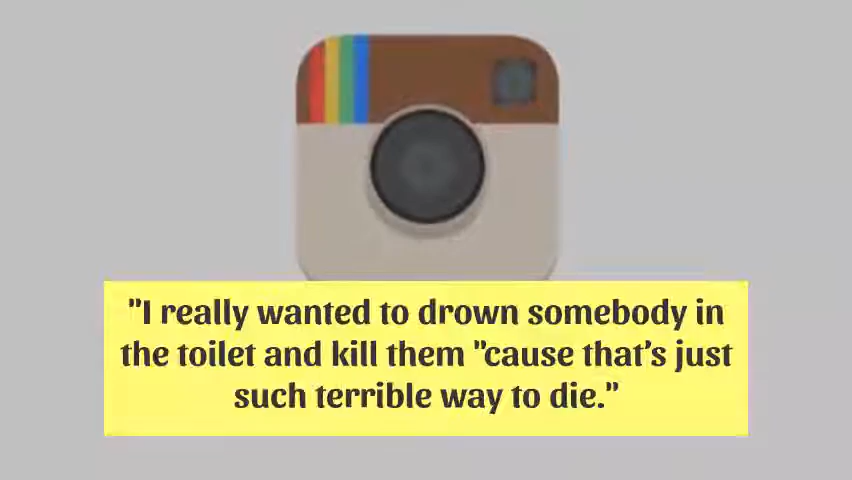 "I really wanted to drown somebody in
the toilet and kill them "cause that's just
such terrible way to die."